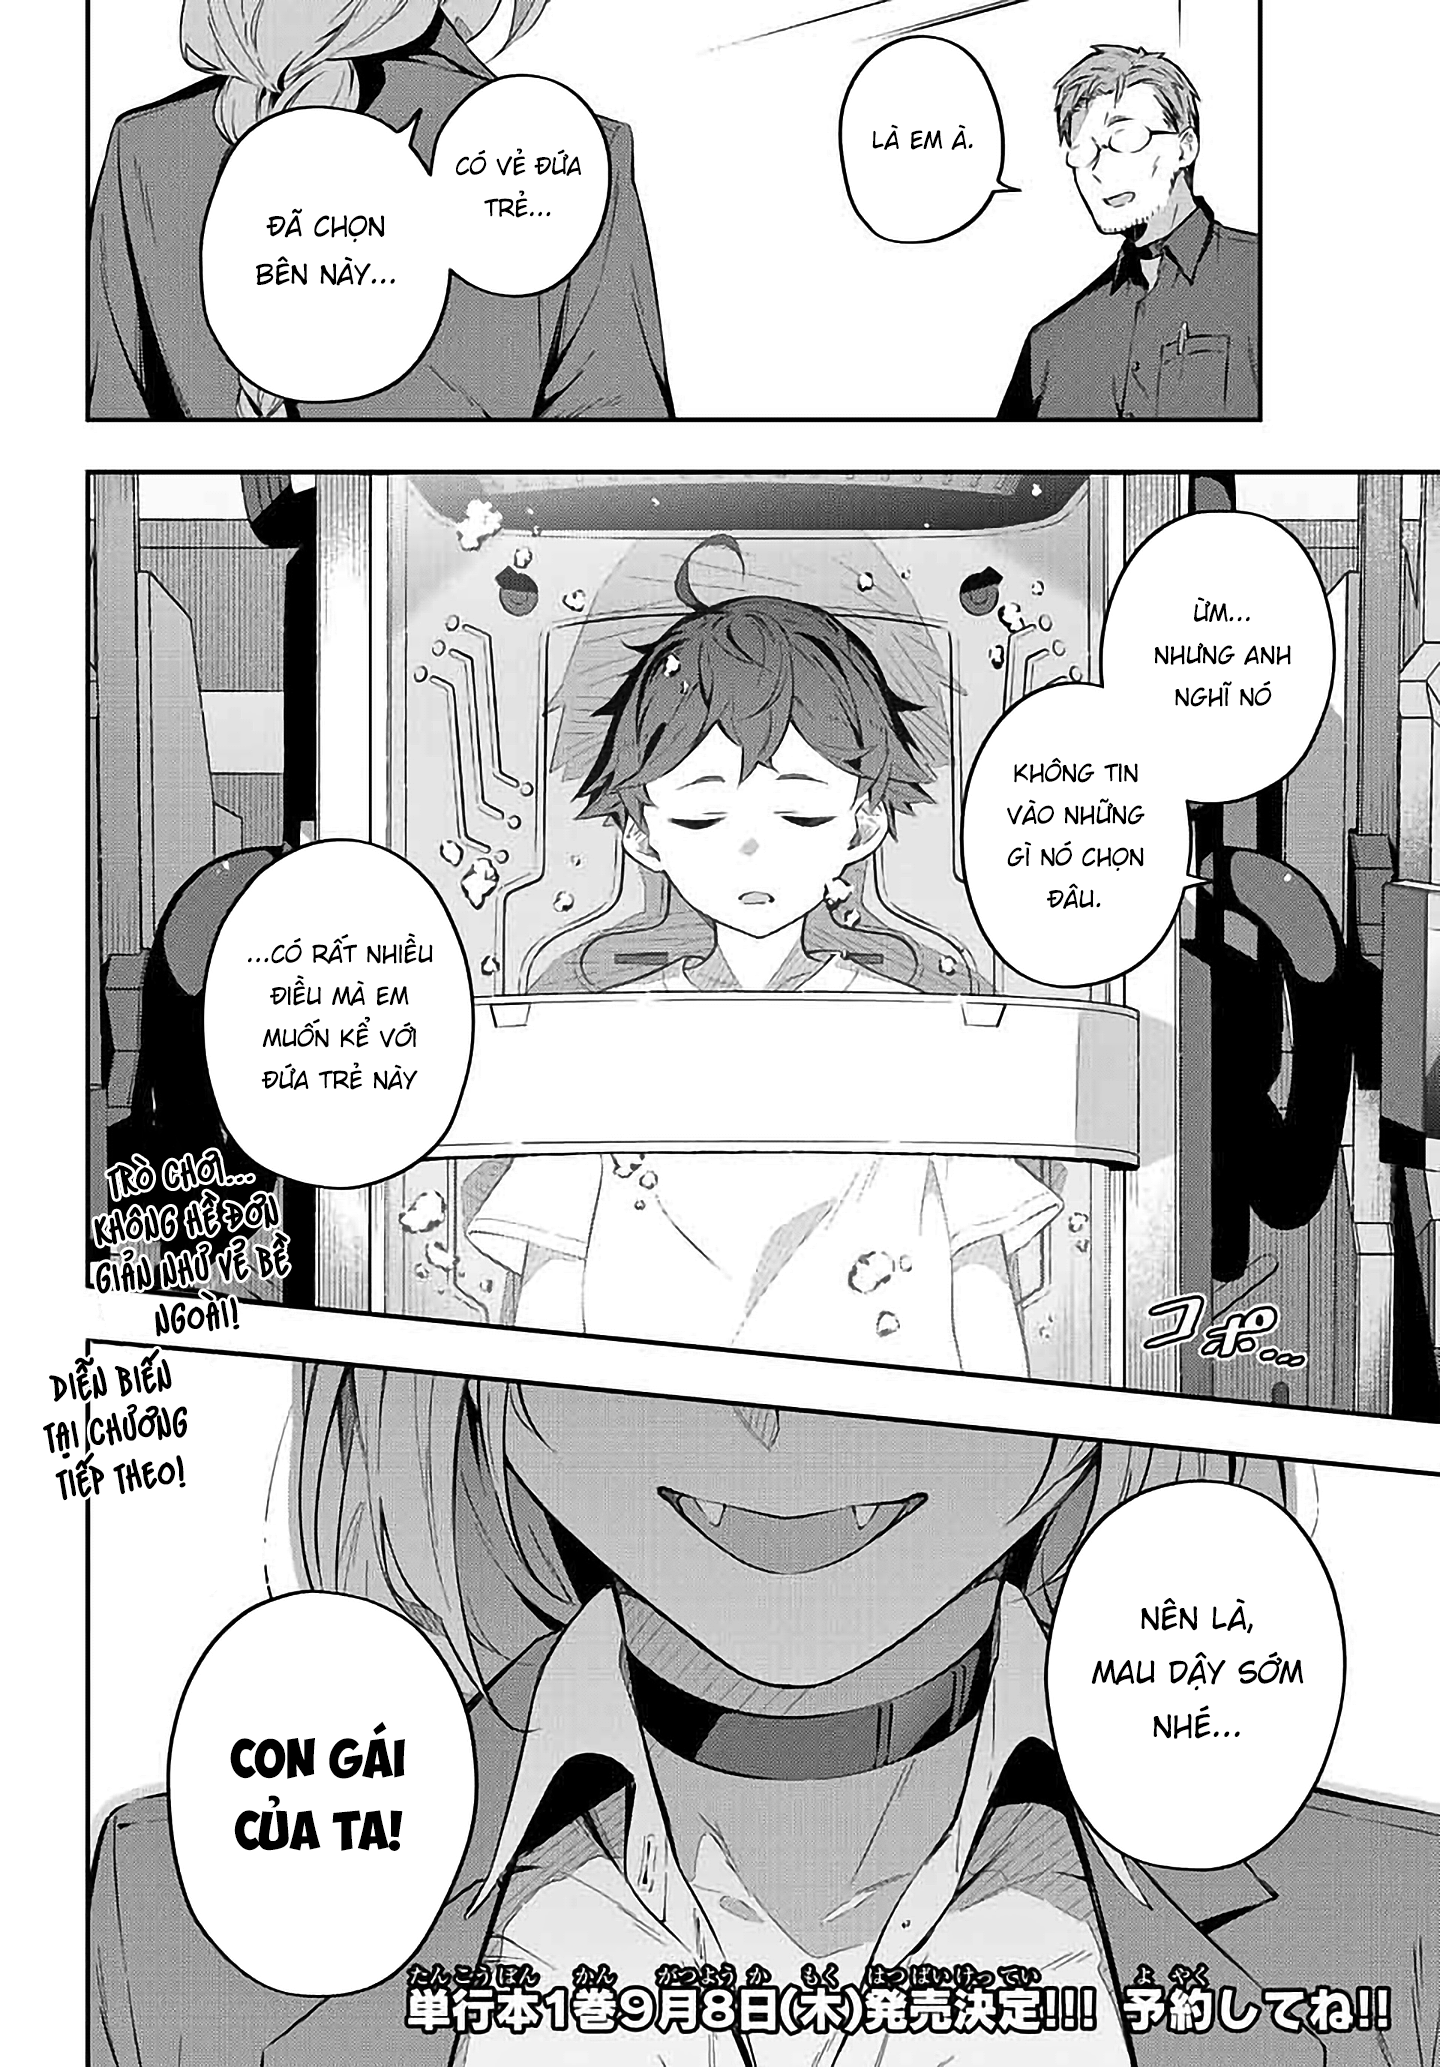 LÀ EM À.
CÓ VẺ ĐỨA
TRẺ...
ĐÃ CHỌN
BÊN NÀY...
ỪM...
NHƯNG ANH
NGHĨ NÓ
KHÔNG TIN
VÀO NHỮNG
GÌ NÓ CHỌN
ĐÂU.
...CÓ RẤT NHIỀU
ĐIỀU MÀ EM
MUỐN KỂ VỚI
ĐỨA TRẺ NÀY
コポ...
TRÒ CHƠI...
KHÔNG HỀ ĐƠN
GIẢN NHƯ VẺ BỀ
NGOÀI!
DIỄN BIẾN
TẠI CHƯƠNG
TIẾP THEO!
NÊN LÀ,
MAU DẬY SỚM
NHÉ...
CON GÁI
CỦA TA!
たんこうぼん かん がつようか もく はつばいけってい よやく
単行本1巻9月8日(木)発売決定!!! 予約してね!!